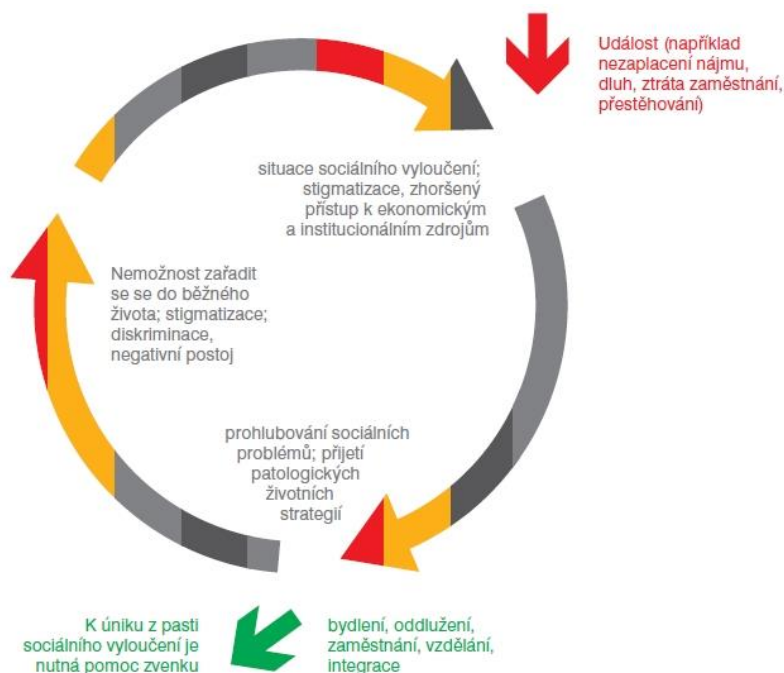 Událost (například
nezaplacení nájmu,
dluh, ztráta zaměstnání,
přestěhování)
situace sociálního vyloučení;
stigmatizace, zhoršený
přístup k ekonomickým
a institucionálním zdrojům
prohlubování sociálních
problémů; přijetí
patologických
životních
strategií
Nemožnost zařadit
se se do běžného
života; stigmatizace;
diskriminace,
negativní postoj
K úniku z pasti
sociálního vyloučení je
nutná pomoc zvenku
bydlení, oddlužení,
zaměstnání, vzdělání,
integrace